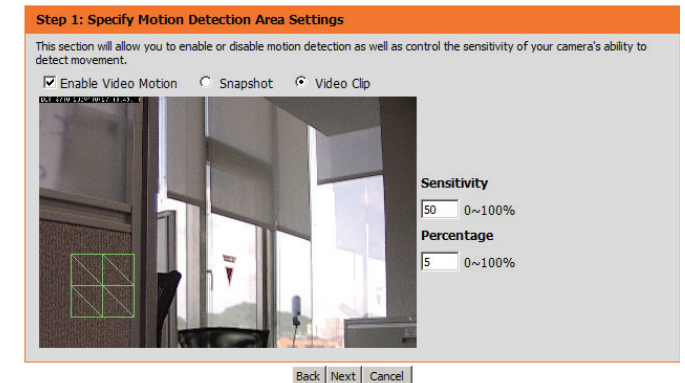 Step 1: Specify Motion Detection Area Settings
This section will allow you to enable or disable motion detection as well as control the sensitivity of your camera's ability to
detect movement.
Enable Video Motion Snapshot Video Clip
Sensitivity
50 0~100%
Percentage
5 0~100%
Back Next Cancel